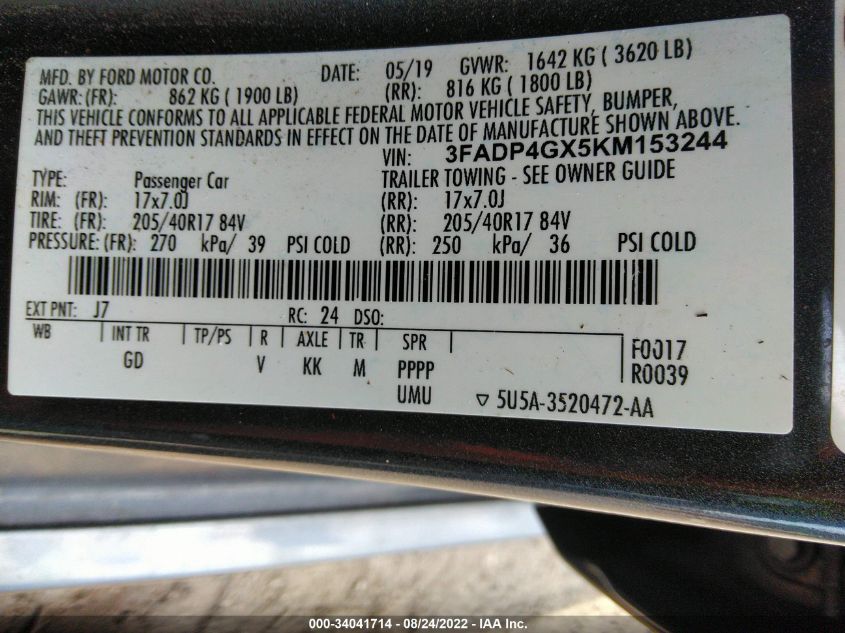 MFD. BY FORD MOTOR CO. DATE: 05/19 GVWR: 1642 KG ( 3620 LB)
GAWR: (FR): 862 KG ( 1900 LB) (RR): 816 KG ( 1800 LB)
THIS VEHICLE CONFORMS TO ALL APPLICABLE FEDERAL MOTOR VEHICLE SAFETY, BUMPER,
AND THEFT PREVENTION STANDARDS IN EFFECT ON THE DATE OF MANUFACTURE SHOWN ABOVE.
VIN: 3FADP4GX5KM153244
TYPE: Passenger Car TRAILER TOWING - SEE OWNER GUIDE
RIM: (FR): 17x7.0J (RR): 17x7.0J
TIRE: (FR): 205/40R17 84V (RR): 205/40R17 84V
PRESSURE: (FR): 270 kPa/ 39 PSI COLD (RR): 250 kPa/ 36 PSI COLD
EXT PNT: J7 RC: 24 DSO:
WB INT TR TP/PS R AXLE TR SPR F0017
GD V KK M PPPP R0039
UMU ▽ 5U5A-3520472-AA
000-34041714 - 08/24/2022 - IAA Inc.